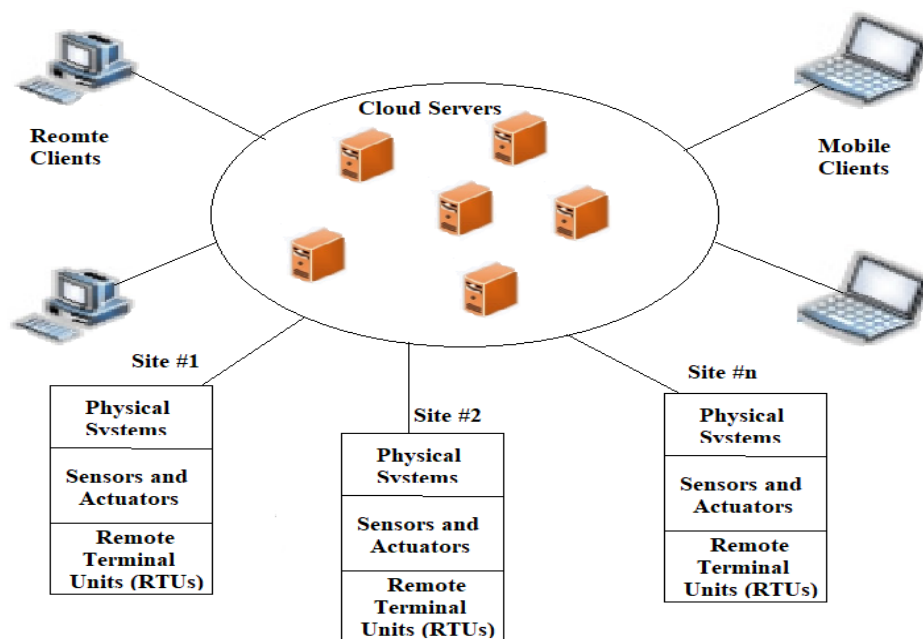 Cloud Servers
Reomte
Clients
Mobile
Clients
Site #1
Physical
Systems
Sensors and
Actuators
Remote
Terminal
Units (RTUs)
Site #2
Physical
Systems
Sensors and
Actuators
Remote
Terminal
Units (RTUs)
Site #n
Physical
Systems
Sensors and
Actuators
Remote
Terminal
Units (RTUs)